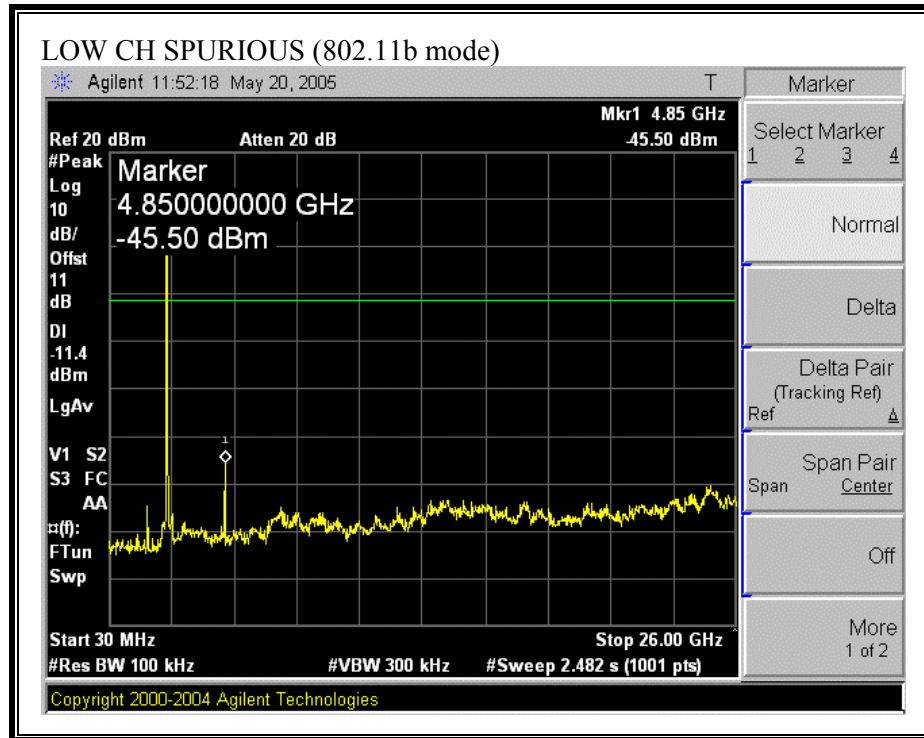 LOW CH SPURIOUS (802.11b mode)
Agilent 11:52:18 May 20, 2005 T
Mkr1 4.85 GHz
Ref 20 dBm Atten 20 dB -45.50 dBm
#Peak
Log
10
dB/
Offst
11
dB
DI
-11.4
dBm
LgAv
V1 S2
S3 FC
AA
¤(f):
FTun
Swp
Marker
4.850000000 GHz
-45.50 dBm
1
Start 30 MHz Stop 26.00 GHz
#Res BW 100 kHz #VBW 300 kHz #Sweep 2.482 s (1001 pts)
Copyright 2000-2004 Agilent Technologies
Marker
Select Marker
1 2 3 4
Normal
Delta
Delta Pair
(Tracking Ref)
Ref Δ
Span Pair
Span Center
Off
More
1 of 2